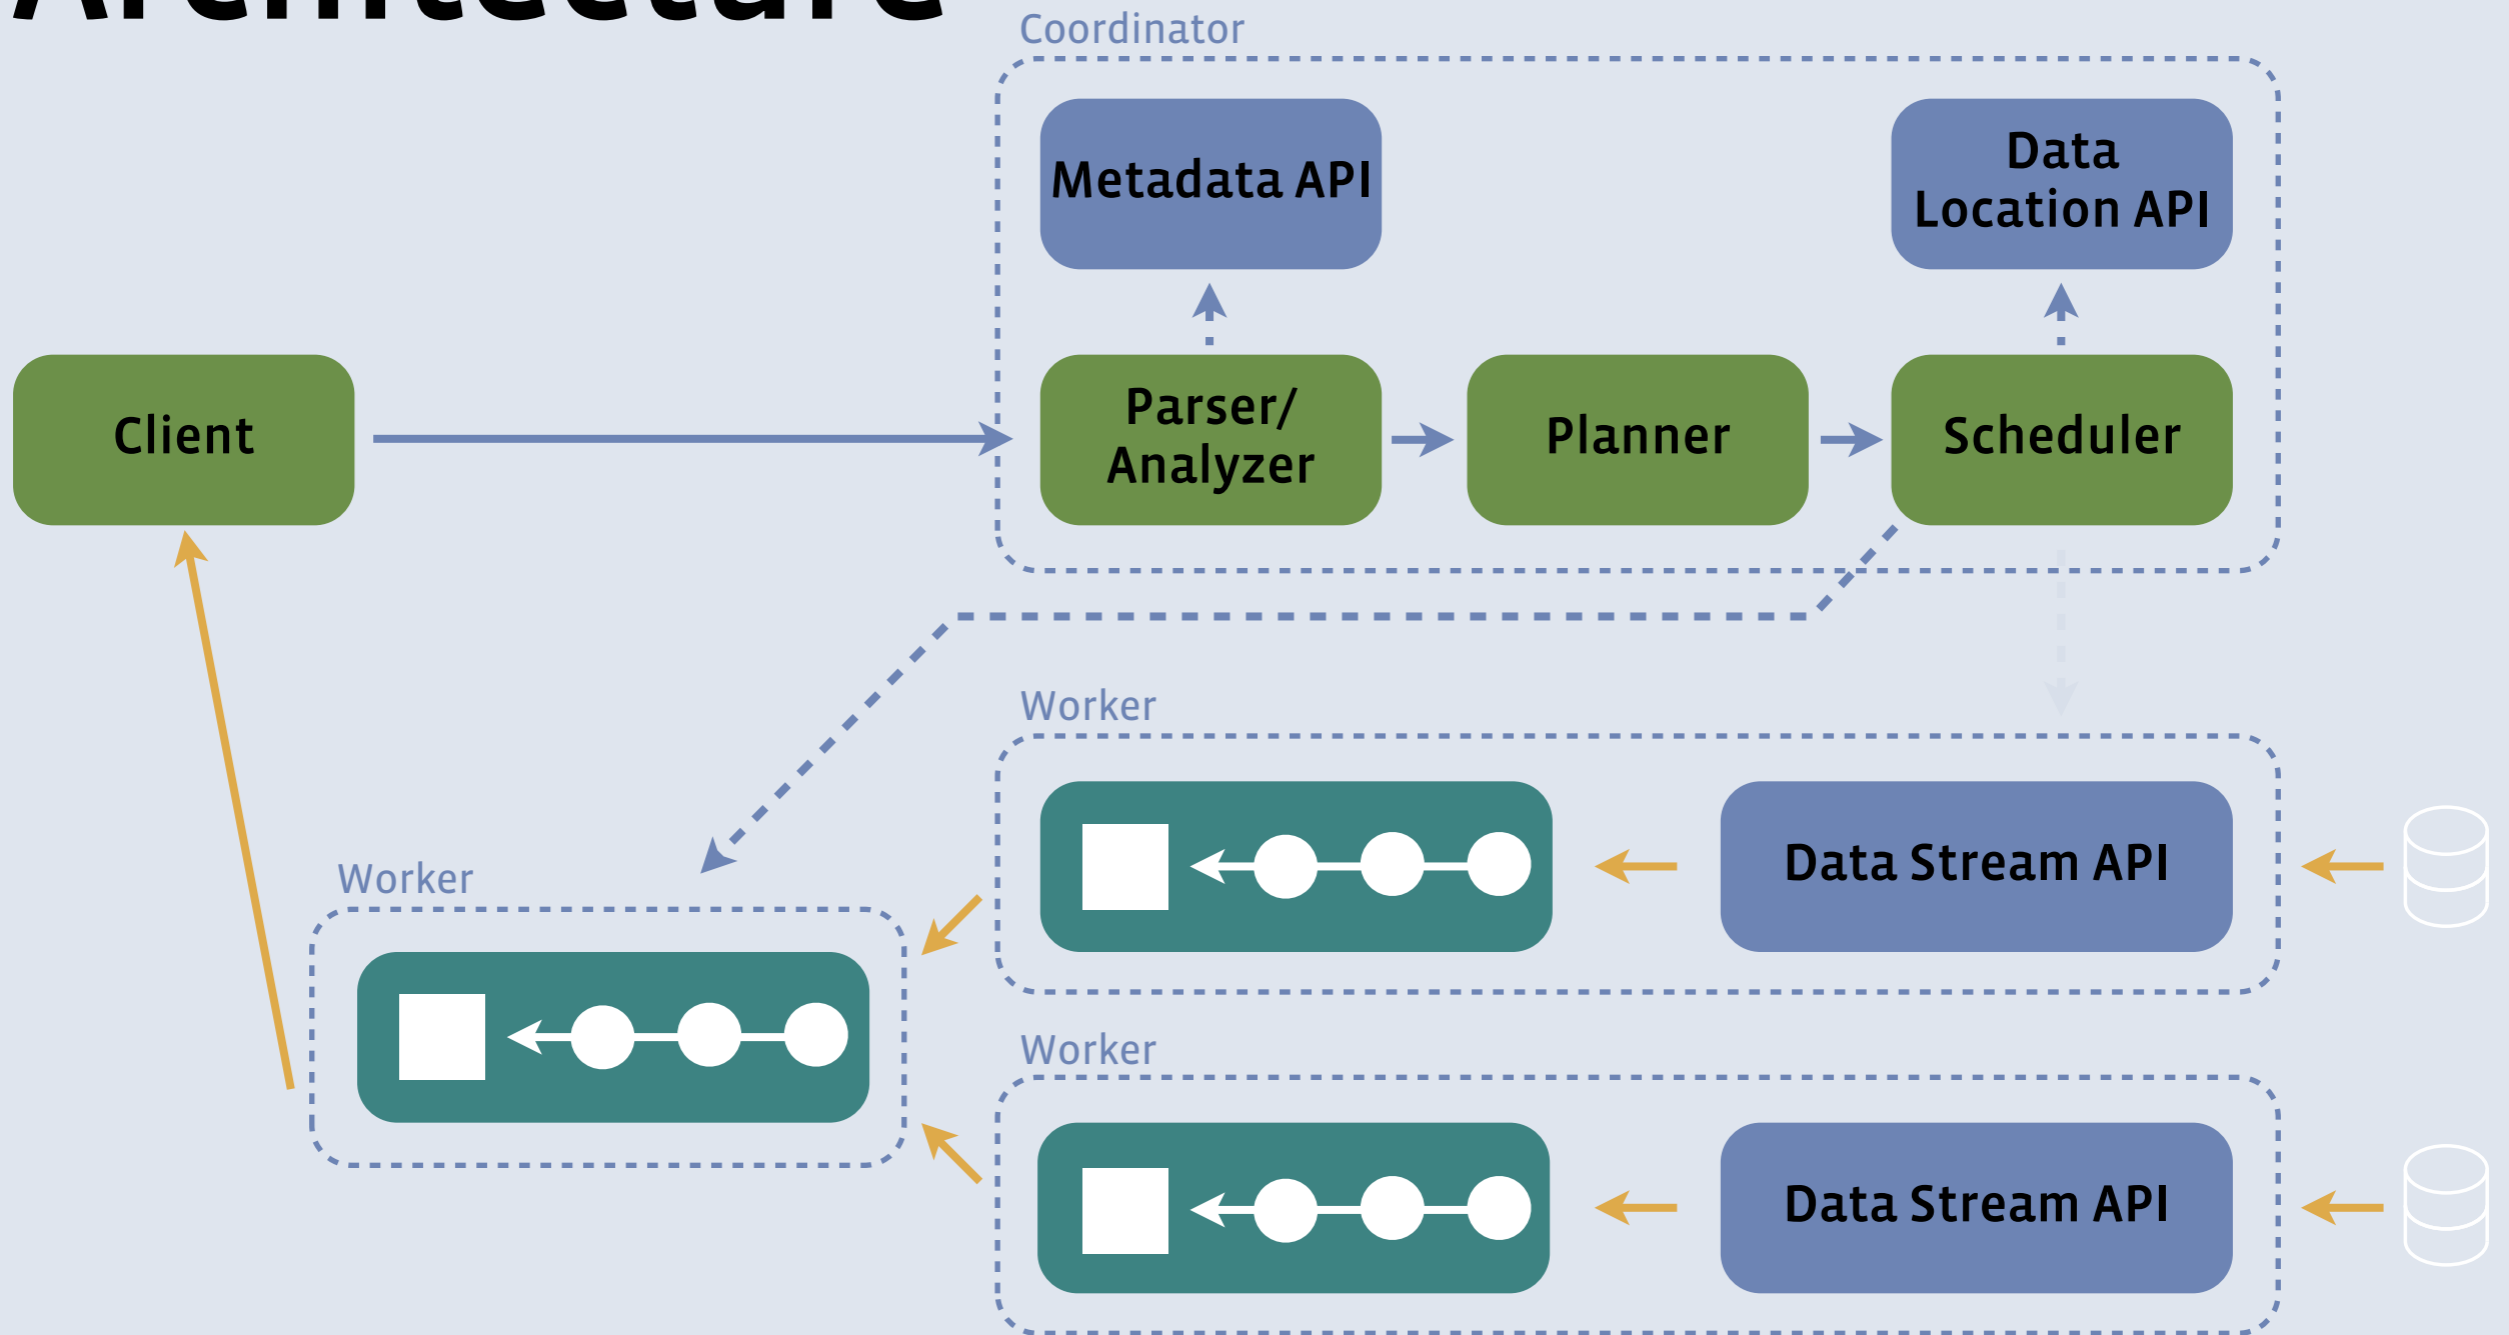 Architecture
Coordinator
Metadata API
Data
Location API
Client
Parser/
Analyzer
Planner
Scheduler
Worker
Data Stream API
Worker
Worker
Data Stream API